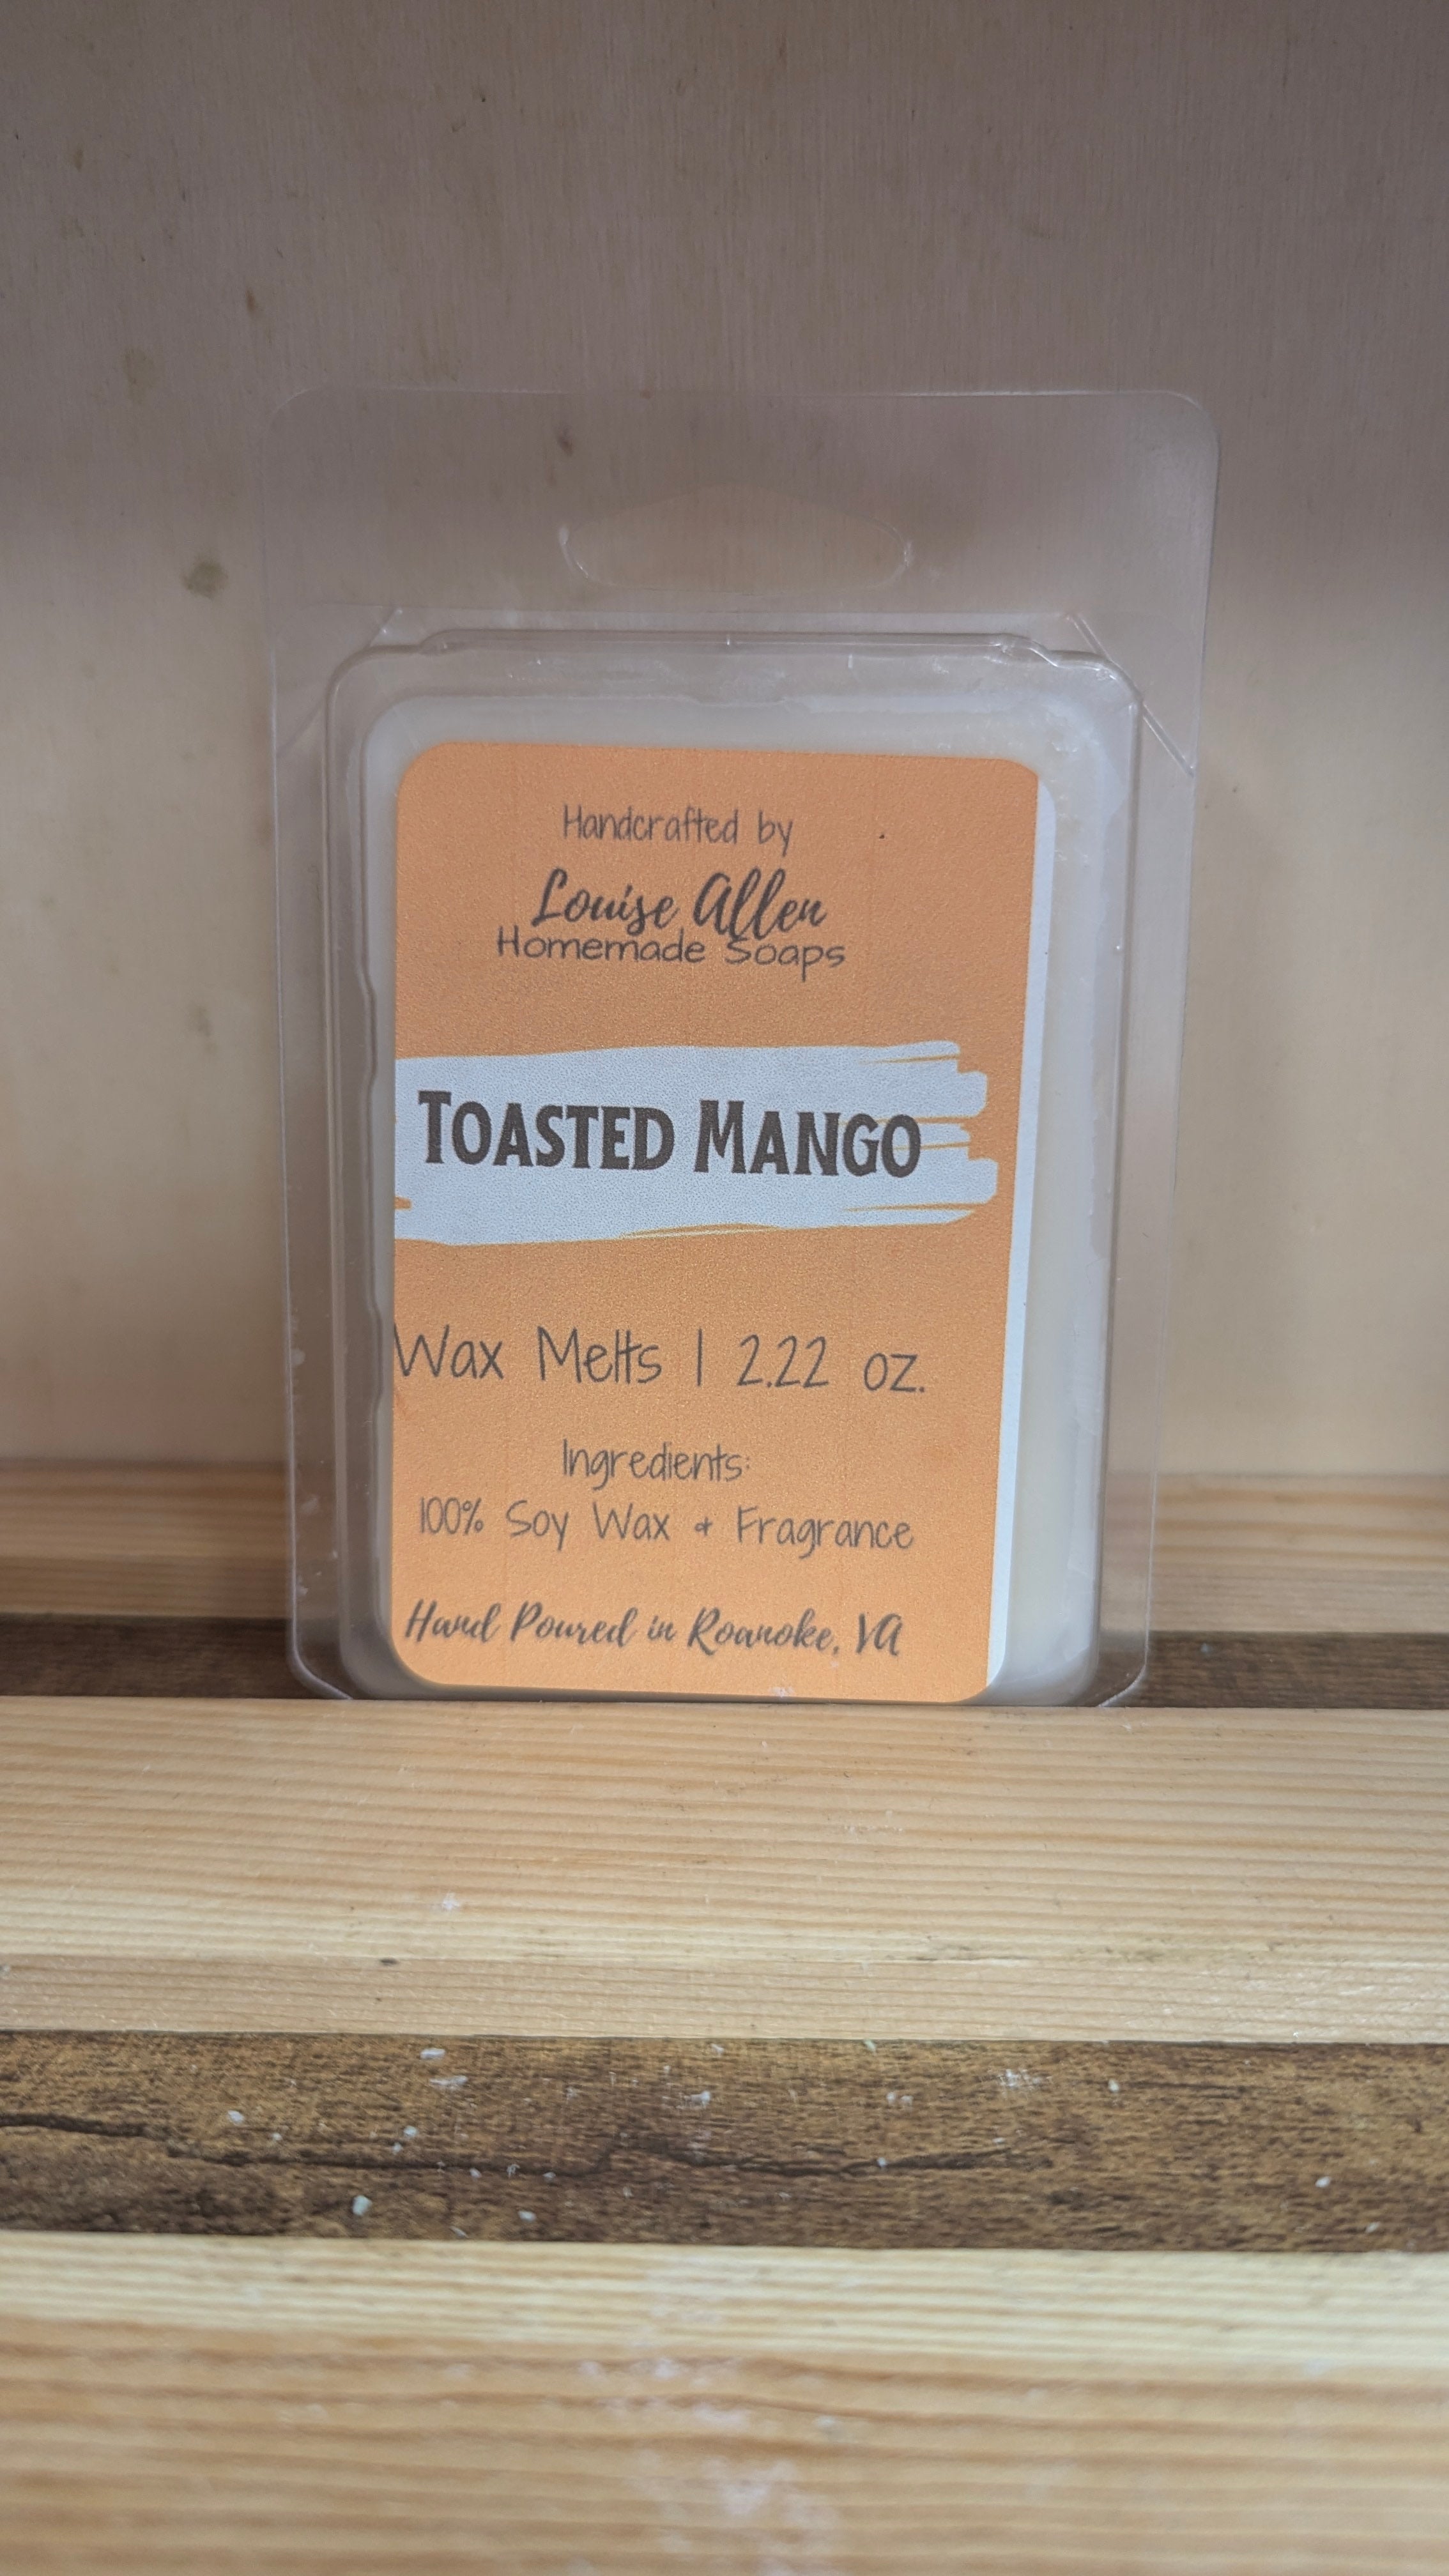 Handcrafted by
Louise Allen
Homemade Soaps
TOASTED MANGO
Wax Melts | 2.22 oz.
Ingredients:
100% Soy Wax + Fragrance
Hand Poured in Roanoke, VA